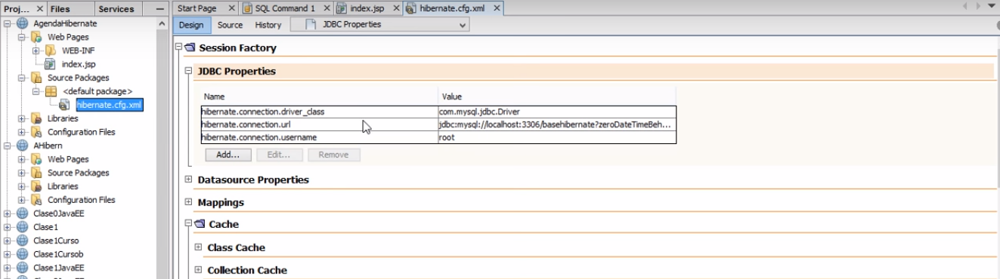 Proj... Files Services
AgendaHibernate
Web Pages
WEB-INF
index.jsp
Source Packages
<default package>
hibernate.cfg.xml
Libraries
Configuration Files
AHibern
Web Pages
Source Packages
Libraries
Configuration Files
Clase0JavaEE
Clase1
Clase1Curso
Clase1Cursob
Clase1JavaEE
Start Page SQL Command 1 index.jsp hibernate.cfg.xml
Design Source History JDBC Properties
Session Factory
JDBC Properties
Name Value
hibernate.connection.driver_class com.mysql.jdbc.Driver
hibernate.connection.url jdbc:mysql://localhost:3306/basehibernate?zeroDateTimeBeh...
hibernate.connection.username root
Add... Edit... Remove
Datasource Properties
Mappings
Cache
Class Cache
Collection Cache